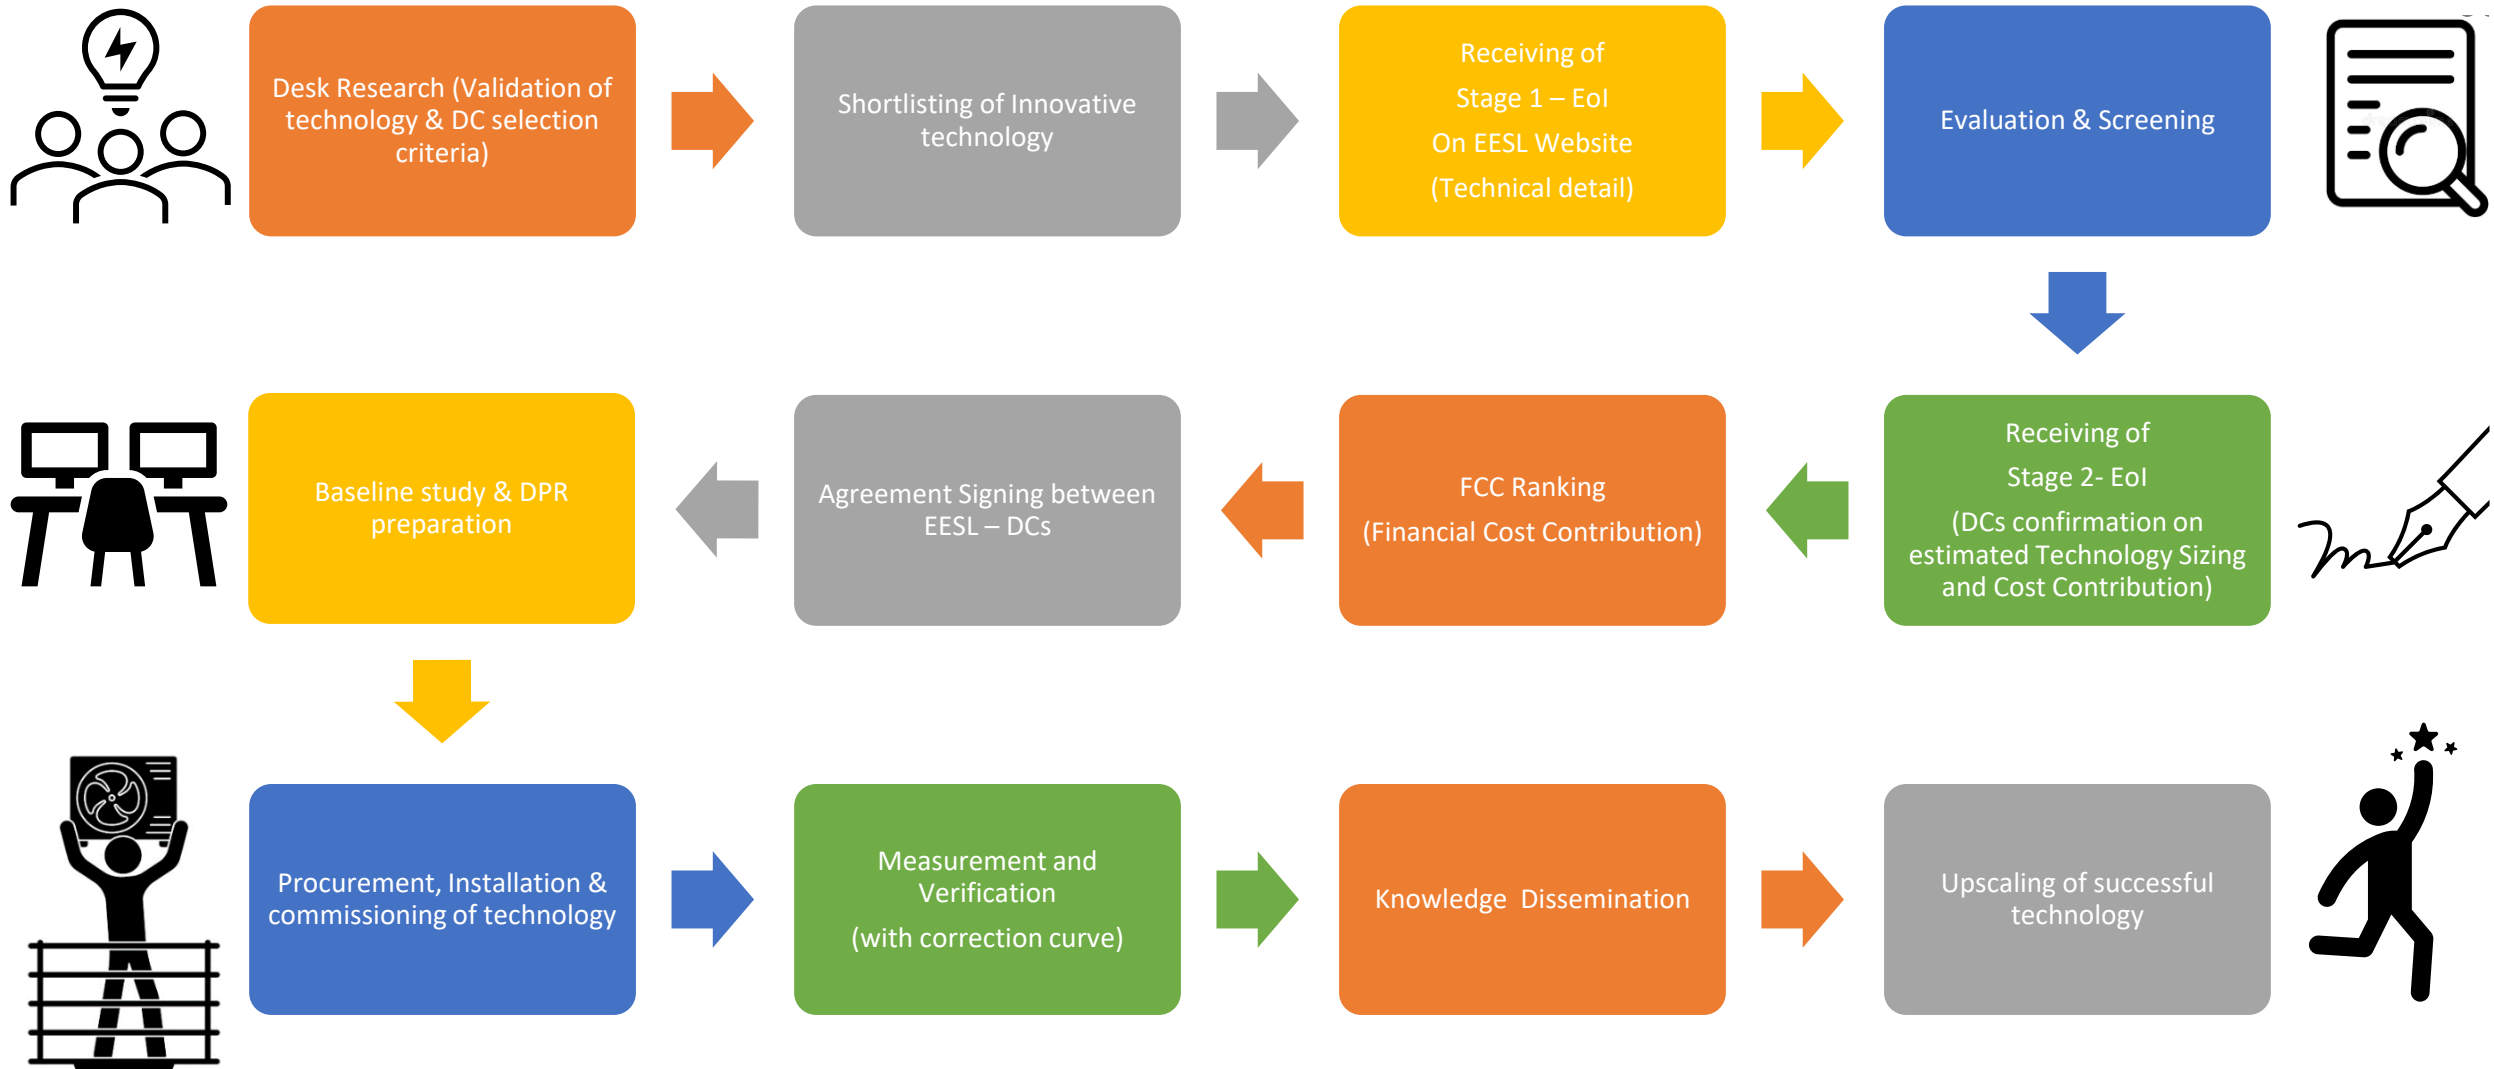 Desk Research (Validation of
technology & DC selection
criteria)
Shortlisting of Innovative
technology
Receiving of
Stage 1 – EoI
On EESL Website
(Technical detail)
Evaluation & Screening
Receiving of
Stage 2- EoI
(DCs confirmation on
estimated Technology Sizing
and Cost Contribution)
FCC Ranking
(Financial Cost Contribution)
Agreement Signing between
EESL – DCs
Baseline study & DPR
preparation
Procurement, Installation &
commissioning of technology
Measurement and
Verification
(with correction curve)
Knowledge  Dissemination
Upscaling of successful
technology